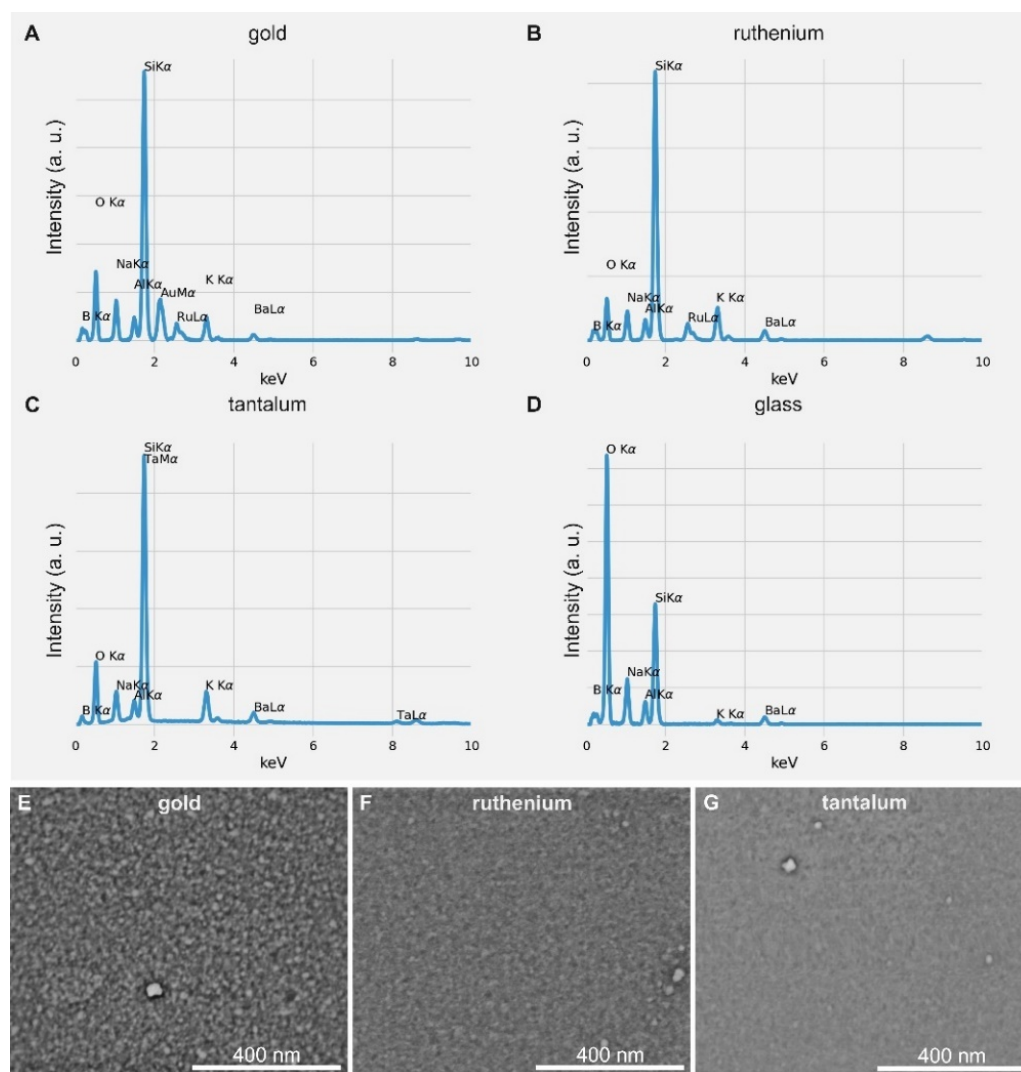 A
gold
SiKα
O Kα
NaKα
AlKα
AuMα
K Kα
B Kα
RuLα
BaLα
Intensity (a. u.)
0 2 4 6 8 10
keV
B
ruthenium
SiKα
O Kα
NaKα
AlKα
K Kα
B Kα
RuLα
BaLα
Intensity (a. u.)
0 2 4 6 8 10
keV
C
tantalum
SiKα
TaMα
O Kα
NaKα
AlKα
K Kα
B Kα
BaLα
TaLα
Intensity (a. u.)
0 2 4 6 8 10
keV
D
glass
O Kα
SiKα
NaKα
B Kα
AlKα
K Kα
BaLα
Intensity (a. u.)
0 2 4 6 8 10
keV
E gold
400 nm
F ruthenium
400 nm
G tantalum
400 nm